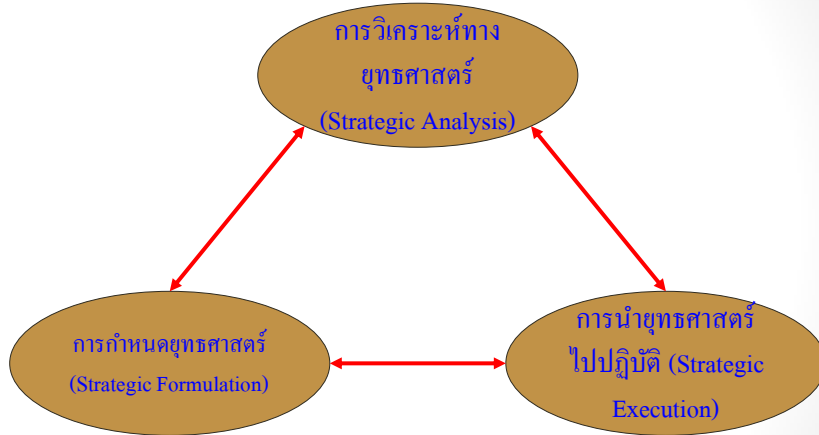 การวิเคราะห์ทาง
ยุทธศาสตร์
(Strategic Analysis)
การกำหนดยุทธศาสตร์
(Strategic Formulation)
การนำยุทธศาสตร์
ไปปฏิบัติ (Strategic
Execution)